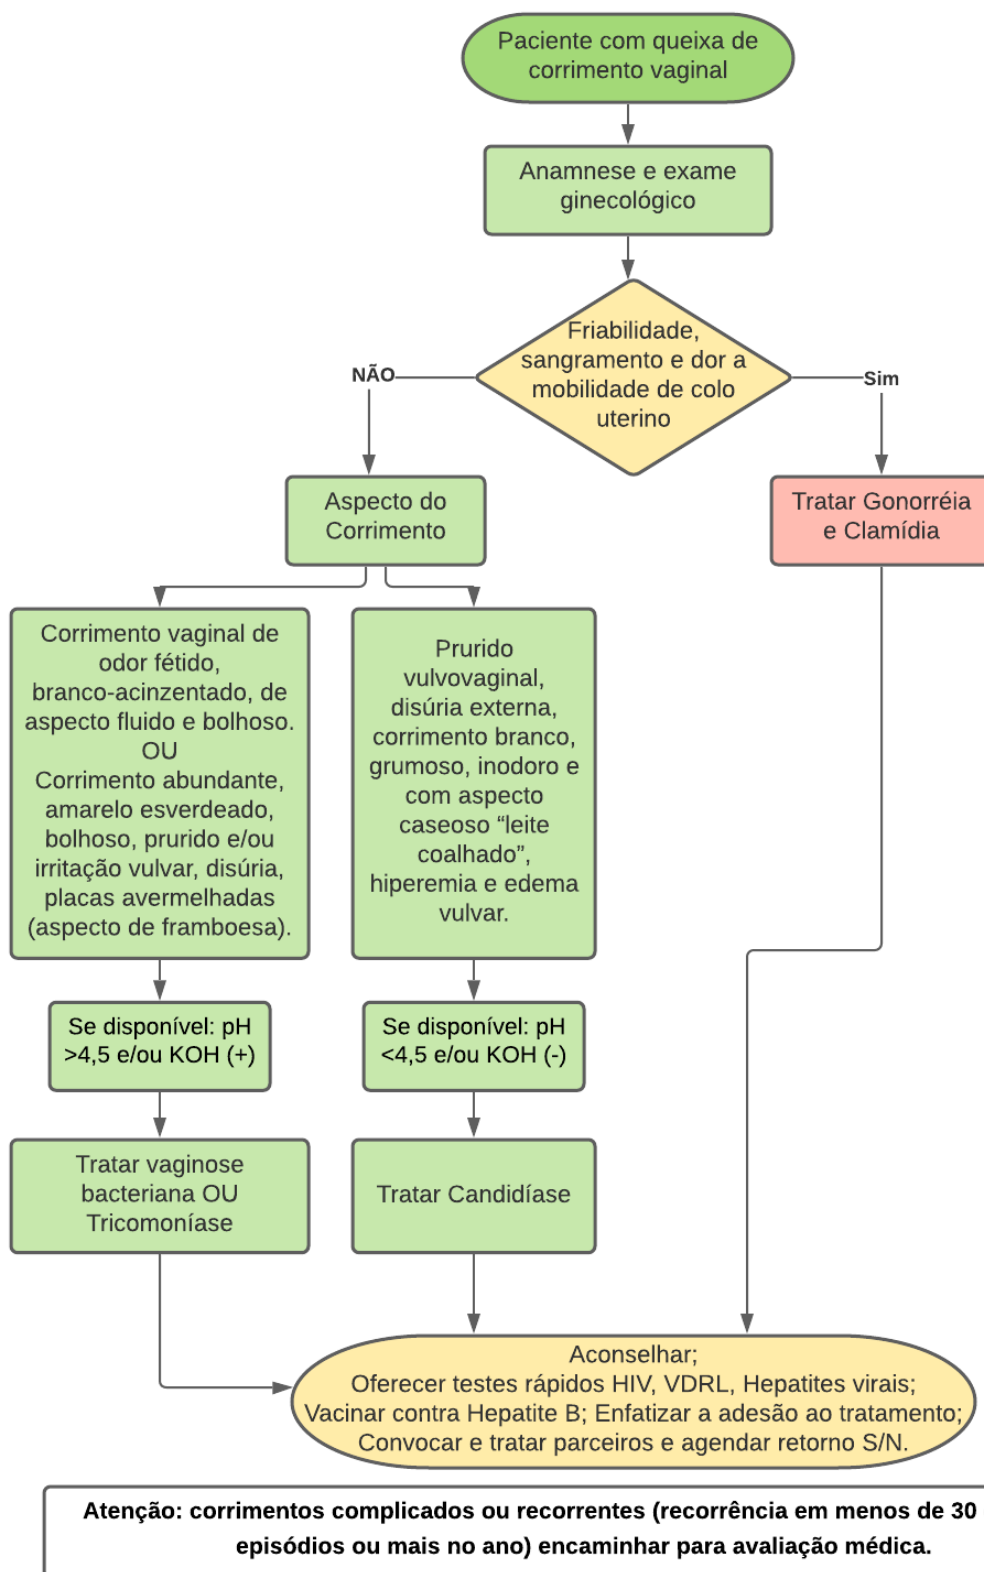 Paciente com queixa de
corrimento vaginal
Anamnese e exame
ginecológico
Friabilidade,
sangramento e dor a
mobilidade de colo
uterino
NÃO
Sim
Aspecto do
Corrimento
Tratar Gonorréia
e Clamídia
Corrimento vaginal de
odor fétido,
branco-acinzentado, de
aspecto fluido e bolhoso.
OU
Corrimento abundante,
amarelo esverdeado,
bolhoso, prurido e/ou
irritação vulvar, disúria,
placas avermelhadas
(aspecto de framboesa).
Prurido
vulvovaginal,
disúria externa,
corrimento branco,
grumoso, inodoro e
com aspecto
caseoso “leite
coalhado”,
hiperemia e edema
vulvar.
Se disponível: pH
>4,5 e/ou KOH (+)
Se disponível: pH
<4,5 e/ou KOH (-)
Tratar vaginose
bacteriana OU
Tricomoníase
Tratar Candidíase
Aconselhar;
Oferecer testes rápidos HIV, VDRL, Hepatites virais;
Vacinar contra Hepatite B; Enfatizar a adesão ao tratamento;
Convocar e tratar parceiros e agendar retorno S/N.
Atenção: corrimentos complicados ou recorrentes (recorrência em menos de 30
episódios ou mais no ano) encaminhar para avaliação médica.